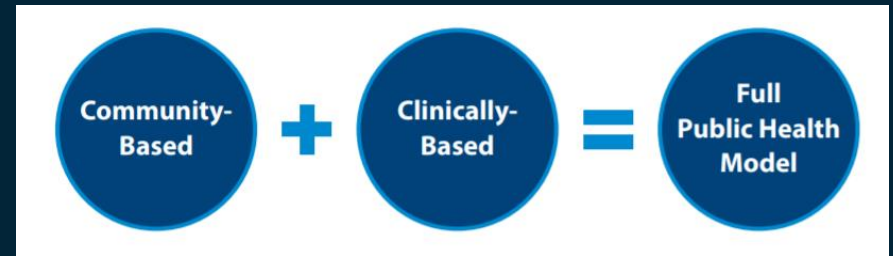 Community-
Based
+
Clinically-
Based
=
Full
Public Health
Model